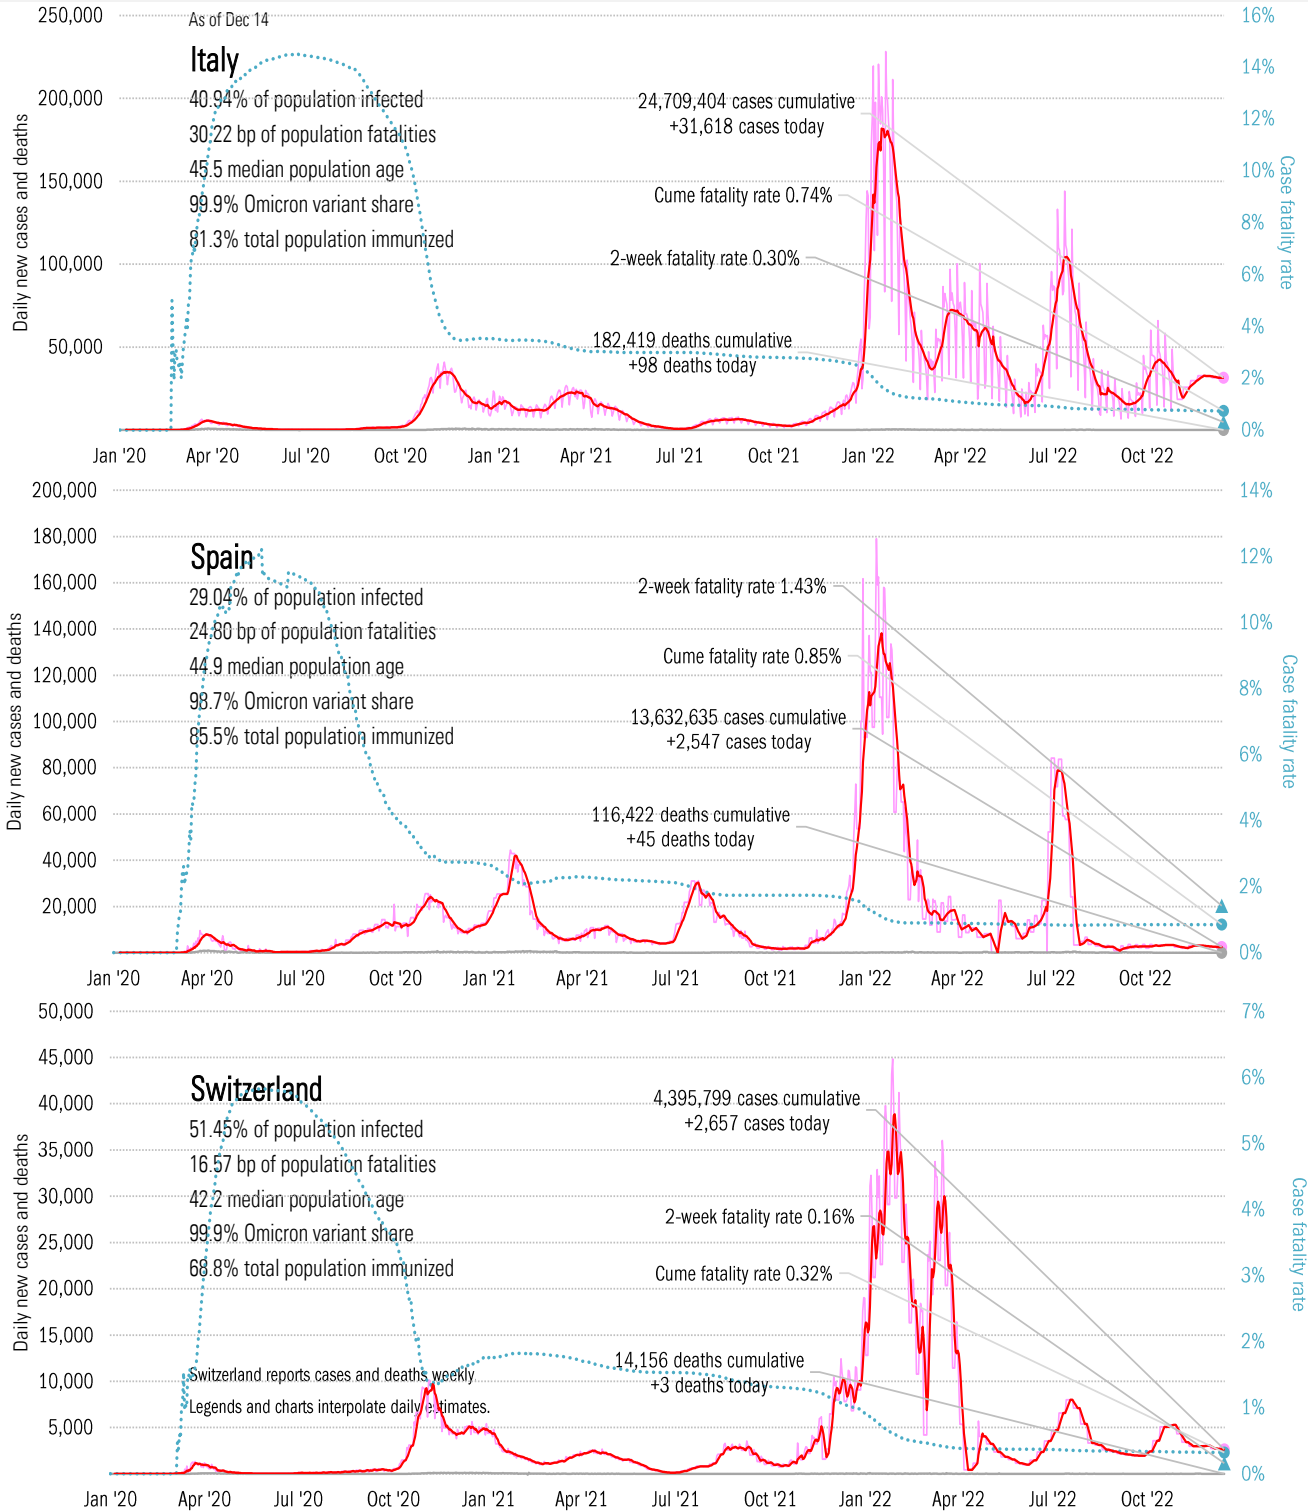 250,000
As of Dec 14
16%
Italy
14%
40.94% of population infected
200,000
24,709,404 cases cumulative
+31,618 cases today
12%
30.22 bp of population fatalities
45.5 median population age
150,000
10%
99.9% Omicron variant share
Cume fatality rate 0.74%
8%
81.3% total population immunized
100,000
2-week fatality rate 0.30%
6%
Daily new cases and deaths
Case fatality rate
4%
50,000
182,419 deaths cumulative
+98 deaths today
2%
0%
Jan '20 Apr '20 Jul '20 Oct '20 Jan '21 Apr '21 Jul '21 Oct '21 Jan '22 Apr '22 Jul '22 Oct '22
200,000
14%
180,000
Spain
12%
160,000
2-week fatality rate 1.43%
29.04% of population infected
10%
140,000
24.80 bp of population fatalities
Cume fatality rate 0.85%
120,000
44.9 median population age
8%
98.7% Omicron variant share
100,000
13,632,635 cases cumulative
+2,547 cases today
85.5% total population immunized
6%
80,000
Daily new cases and deaths
Case fatality rate
60,000
116,422 deaths cumulative
+45 deaths today
4%
40,000
2%
20,000
0%
Jan '20 Apr '20 Jul '20 Oct '20 Jan '21 Apr '21 Jul '21 Oct '21 Jan '22 Apr '22 Jul '22 Oct '22
50,000
7%
45,000
6%
Switzerland
40,000
4,395,799 cases cumulative
+2,657 cases today
51.45% of population infected
35,000
5%
16.57 bp of population fatalities
30,000
42.2 median population age
4%
2-week fatality rate 0.16%
99.9% Omicron variant share
25,000
68.8% total population immunized
Cume fatality rate 0.32%
3%
20,000
Daily new cases and deaths
Case fatality rate
15,000
2%
14,156 deaths cumulative
+3 deaths today
Switzerland reports cases and deaths weekly
10,000
Legends and charts interpolate daily estimates.
1%
5,000
0%
Jan '20 Apr '20 Jul '20 Oct '20 Jan '21 Apr '21 Jul '21 Oct '21 Jan '22 Apr '22 Jul '22 Oct '22